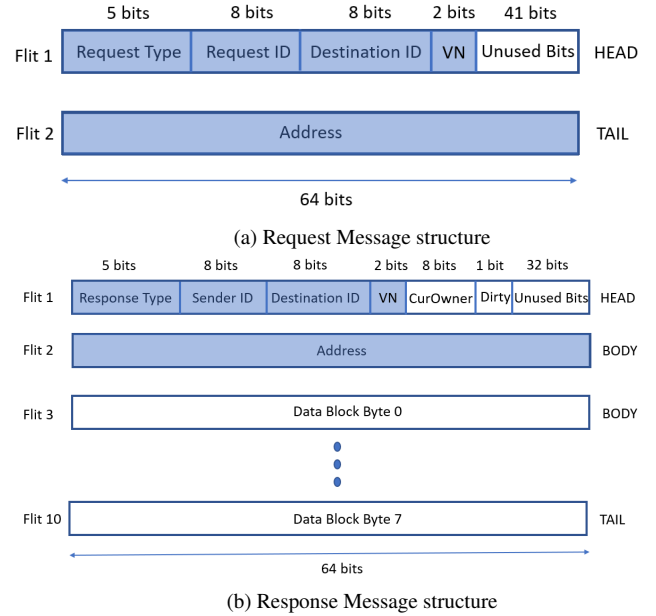 5 bits 8 bits 8 bits 2 bits 41 bits
Flit 1 Request Type Request ID Destination ID VN Unused Bits HEAD
Flit 2 Address TAIL
64 bits
(a) Request Message structure
5 bits 8 bits 8 bits 2 bits 8 bits 1 bit 32 bits
Flit 1 Response Type Sender ID Destination ID VN CurOwner Dirty Unused Bits HEAD
Flit 2 Address BODY
Flit 3 Data Block Byte 0 BODY
Flit 10 Data Block Byte 7 TAIL
64 bits
(b) Response Message structure